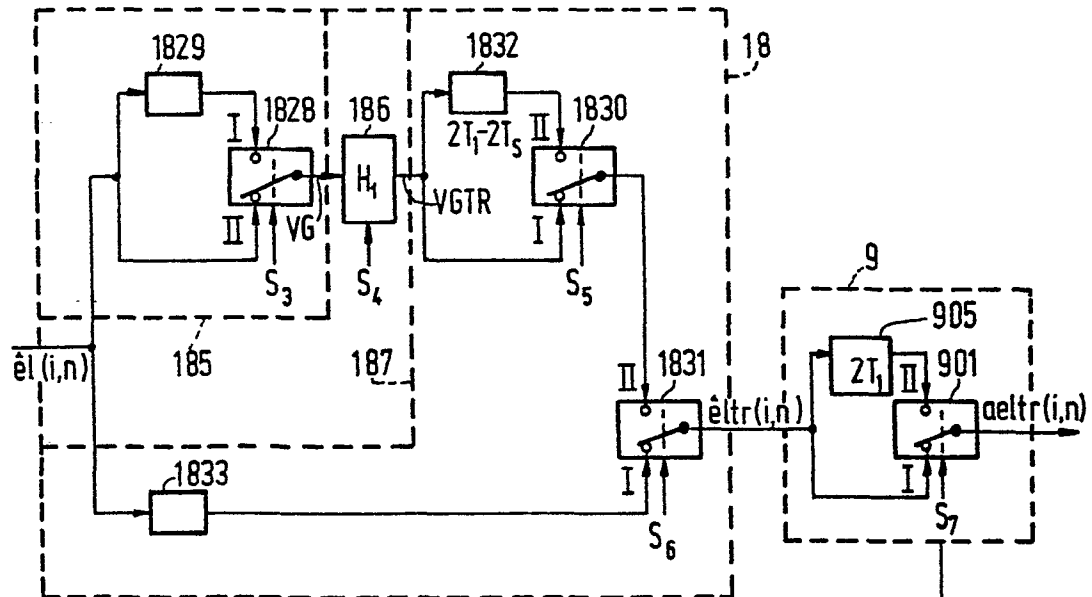 1829
1832
18
1828
186
1830
I
II
2T₁-2Tₛ
H₁
II
VG
VGTR
I
S₃
S₄
S₅
9
êl(i,n)
185
187
905
2T₁
II
901
II
1831
êltr(i,n)
aeltr(i,n)
1833
I
I
S₆
S₇